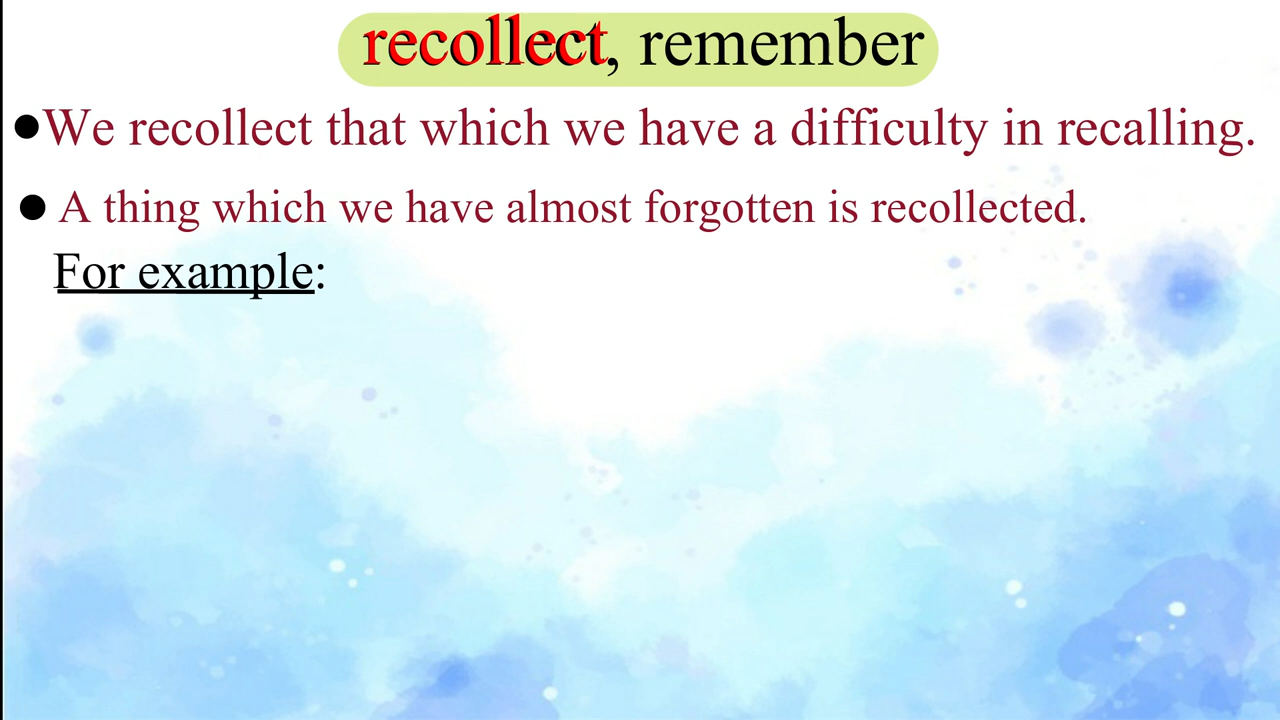 recollect, remember
●We recollect that which we have a difficulty in recalling.
● A thing which we have almost forgotten is recollected.
For example: